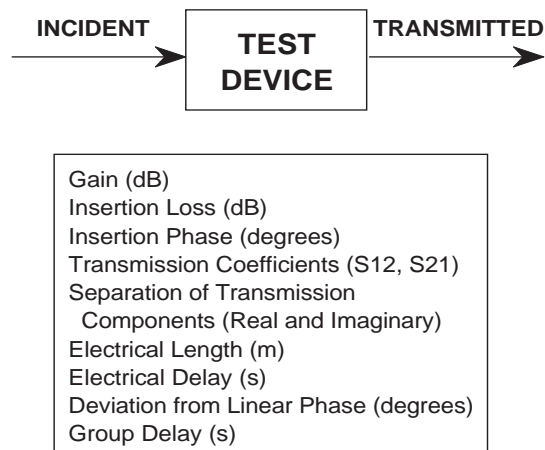 INCIDENT
TEST
DEVICE
TRANSMITTED
Gain (dB)
Insertion Loss (dB)
Insertion Phase (degrees)
Transmission Coefficients (S12, S21)
Separation of Transmission
Components (Real and Imaginary)
Electrical Length (m)
Electrical Delay (s)
Deviation from Linear Phase (degrees)
Group Delay (s)